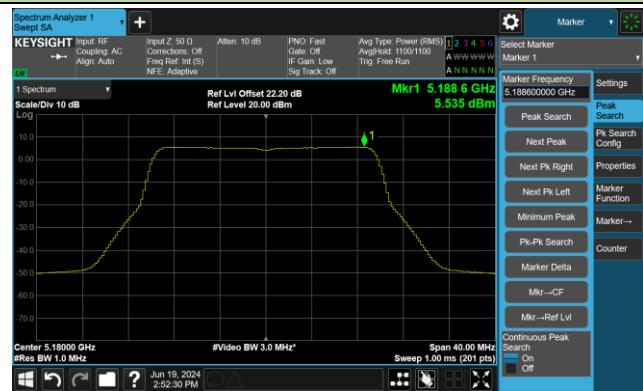 Spectrum Analyzer 1
Swept SA
Marker
KEYSIGHT
Input: RF
Coupling: AC
Align: Auto
Input Z: 50 Ω
Corrections: Off
Freq Ref: Int (S)
NFE: Adaptive
Atten: 10 dB
PNO: Fast
Gate: Off
IF Gain: Low
Sig Track: Off
Avg Type: Power (RMS)
Avg|Hold: 1100/1100
Trig: Free Run
1 2 3 4 5 6
A W W W W W
A N N N N N
Select Marker
Marker 1
1 Spectrum
Scale/Div 10 dB
Log
Ref Lvl Offset 22.20 dB
Ref Level 20.00 dBm
Mkr1 5.188 6 GHz
5.535 dBm
1
10.0
0.00
-10.0
-20.0
-30.0
-40.0
-50.0
-60.0
-70.0
Center 5.18000 GHz
#Res BW 1.0 MHz
#Video BW 3.0 MHz*
Span 40.00 MHz
Sweep 1.00 ms (201 pts)
Marker Frequency
5.188600000 GHz
Peak Search
Next Peak
Next Pk Right
Next Pk Left
Minimum Peak
Pk-Pk Search
Marker Delta
Mkr→CF
Mkr→Ref Lvl
Continuous Peak
Search
On
Off
Settings
Peak
Search
Pk Search
Config
Properties
Marker
Function
Marker→
Counter
Jun 19, 2024
2:52:30 PM